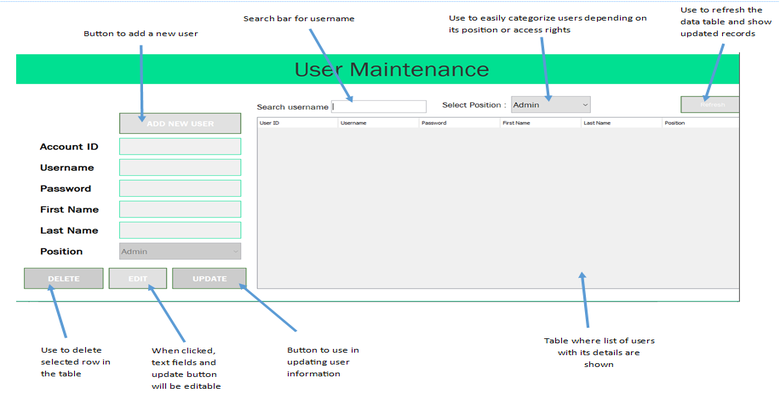 Use to refresh the
data table and show
updated records
Search bar for username
Use to easily categorize users depending on
its position or access rights
Button to add a new user
User Maintenance
Search username
Select Position :
Admin
Refresh
ADD NEW USER
User ID
Username
Password
First Name
Last Name
Position
Account ID
Username
Password
First Name
Last Name
Position
Admin
DELETE
EDIT
UPDATE
Use to delete
selected row in
the table
When clicked,
text fields and
update button
will be editable
Button to use in
updating user
information
Table where list of users
with its details are
shown